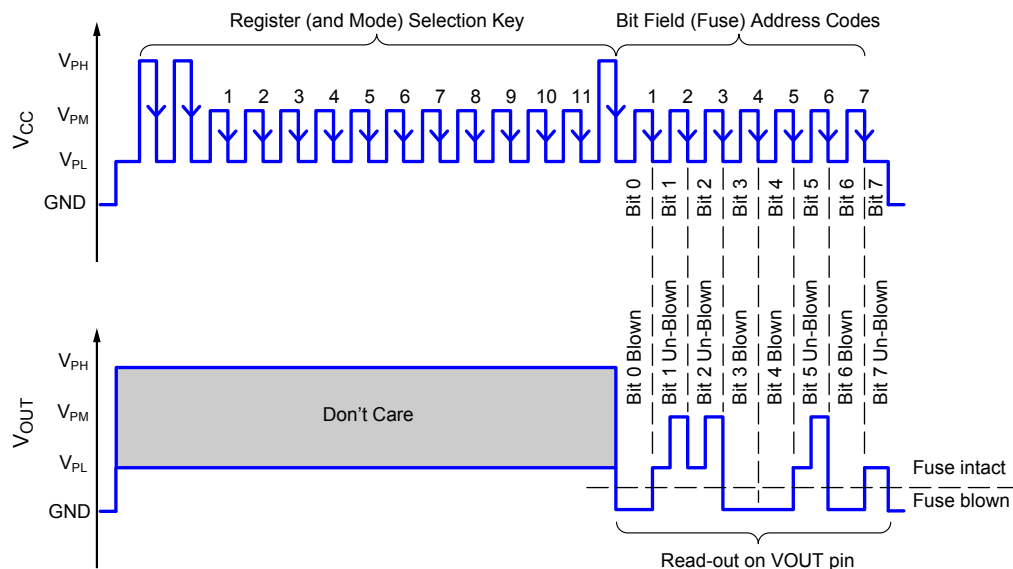 Register (and Mode) Selection Key
Bit Field (Fuse) Address Codes
VPH
VPM
VPL
GND
VCC
1 2 3 4 5 6 7 8 9 10 11
1 2 3 4 5 6 7
Bit 0
Bit 1
Bit 2
Bit 3
Bit 4
Bit 5
Bit 6
Bit 7
Bit 0 Blown
Bit 1 Un-Blown
Bit 2 Un-Blown
Bit 3 Blown
Bit 4 Blown
Bit 5 Un-Blown
Bit 6 Blown
Bit 7 Un-Blown
VPH
VPM
VPL
GND
VOUT
Don't Care
Fuse intact
Fuse blown
Read-out on VOUT pin